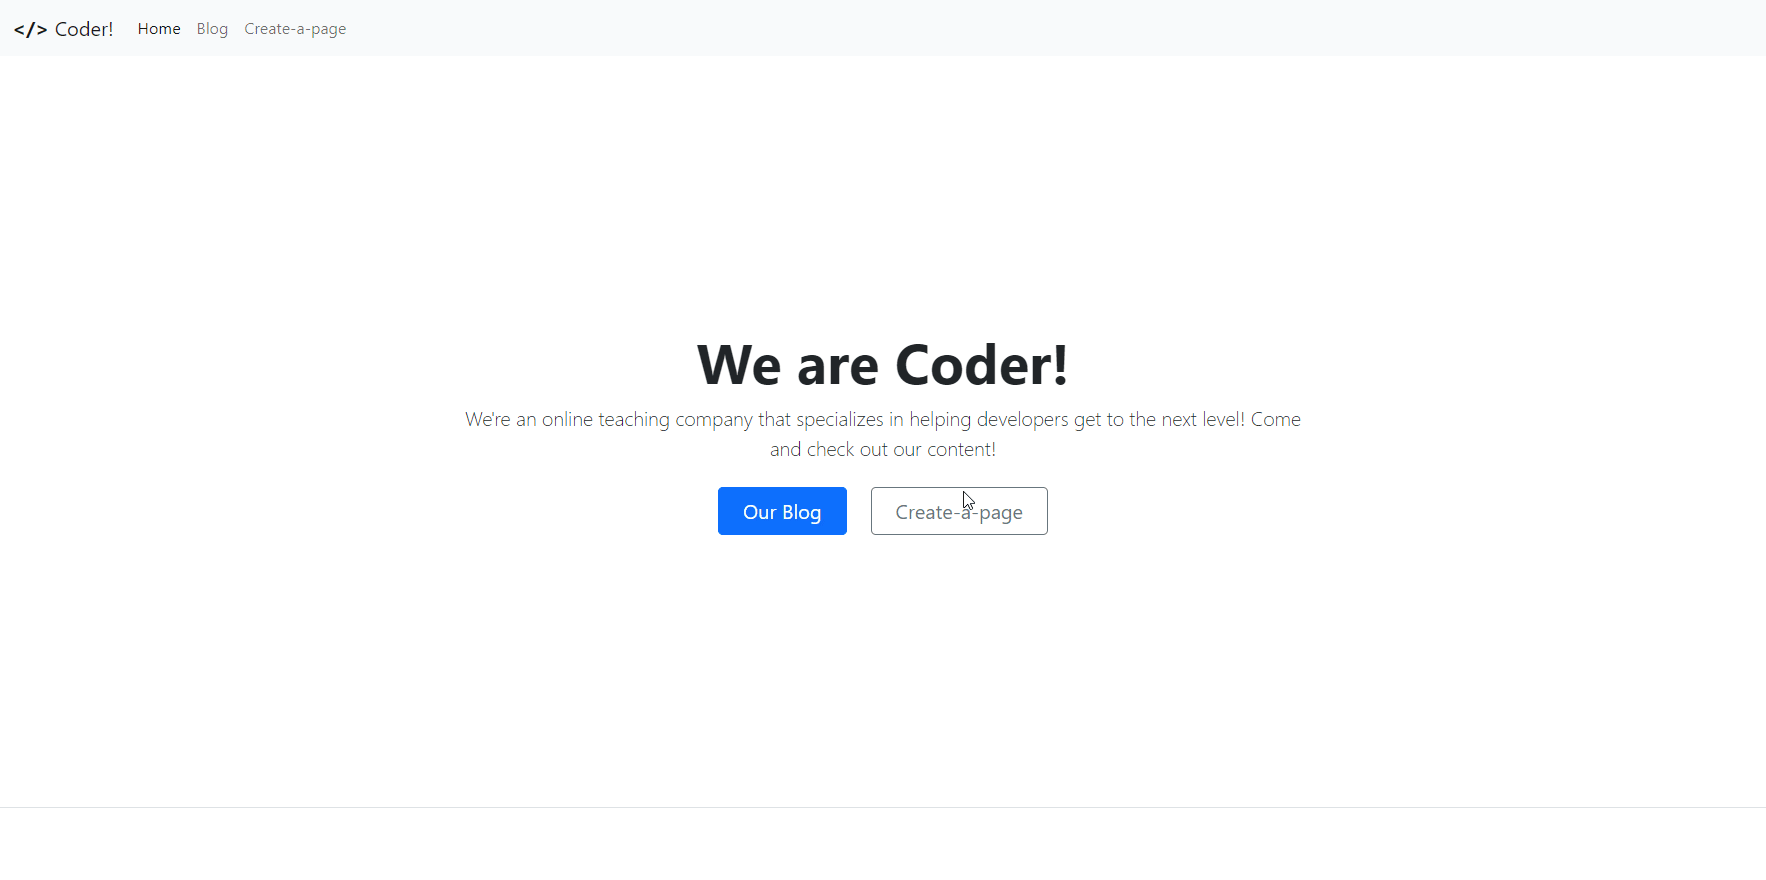 </> Coder! Home Blog Create-a-page
We are Coder!
We're an online teaching company that specializes in helping developers get to the next level! Come
and check out our content!
Our Blog Create-a-page